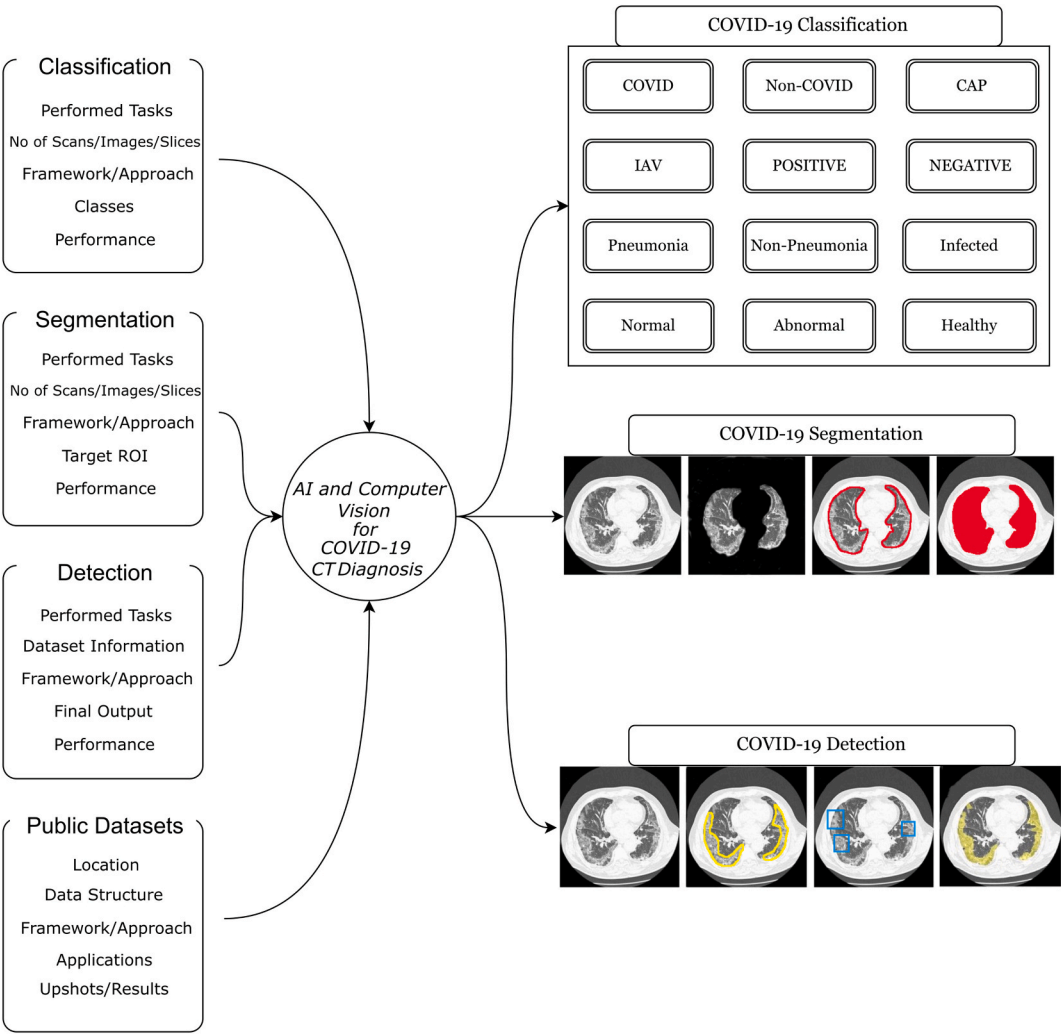 Classification
Performed Tasks
No of Scans/Images/Slices
Framework/Approach
Classes
Performance
Segmentation
Performed Tasks
No of Scans/Images/Slices
Framework/Approach
Target ROI
Performance
Detection
Performed Tasks
Dataset Information
Framework/Approach
Final Output
Performance
Public Datasets
Location
Data Structure
Framework/Approach
Applications
Upshots/Results
AI and Computer
Vision
for
COVID-19
CT Diagnosis
COVID-19 Classification
COVID
Non-COVID
CAP
IAV
POSITIVE
NEGATIVE
Pneumonia
Non-Pneumonia
Infected
Normal
Abnormal
Healthy
COVID-19 Segmentation
COVID-19 Detection